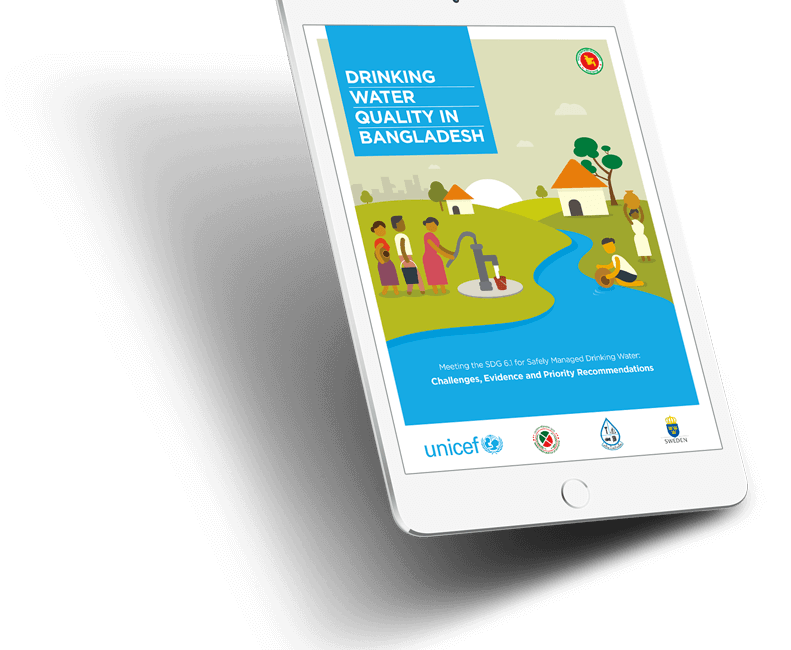 DRINKING
WATER
QUALITY IN
BANGLADESH
Meeting the SDG 6.1 for Safely Managed Drinking Water:
Challenges, Evidence and Priority Recommendations
unicef
SWEDEN